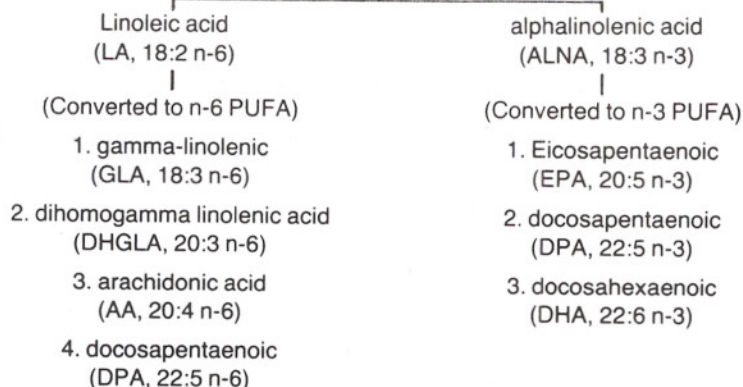 Linoleic acid
(LA, 18:2 n-6)
(Converted to n-6 PUFA)
1. gamma-linolenic
(GLA, 18:3 n-6)
2. dihomogamma linolenic acid
(DHGLA, 20:3 n-6)
3. arachidonic acid
(AA, 20:4 n-6)
4. docosapentaenoic
(DPA, 22:5 n-6)
alphalinolenic acid
(ALNA, 18:3 n-3)
(Converted to n-3 PUFA)
1. Eicosapentaenoic
(EPA, 20:5 n-3)
2. docosapentaenoic
(DPA, 22:5 n-3)
3. docosahexaenoic
(DHA, 22:6 n-3)